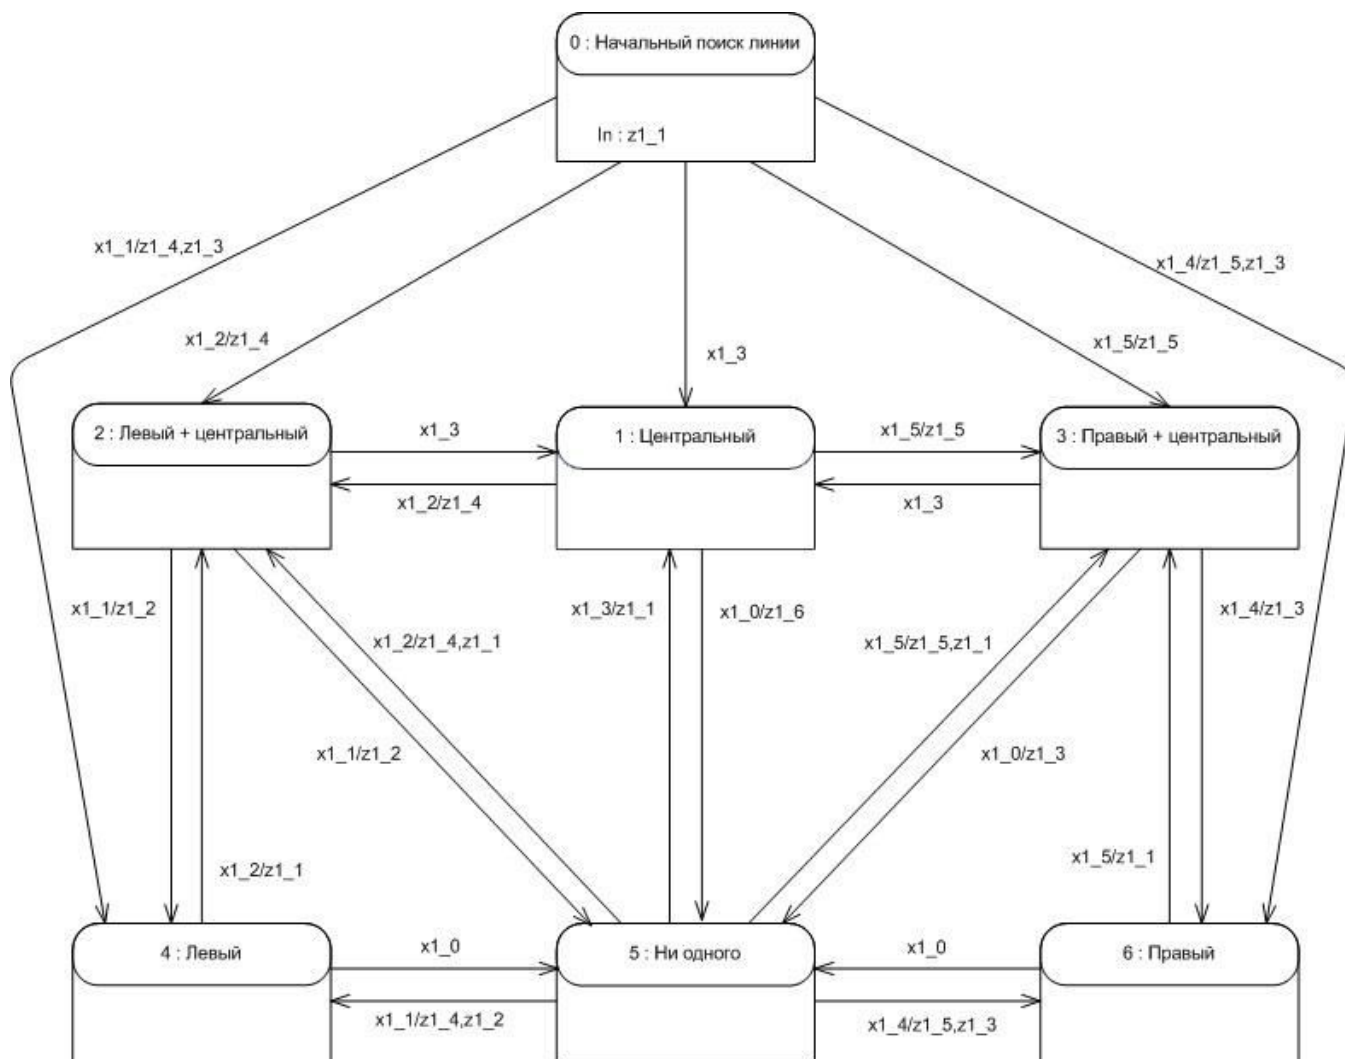 0 : Начальный поиск линии
In : z1_1
x1_1/z1_4,z1_3
x1_4/z1_5,z1_3
x1_2/z1_4
x1_3
x1_5/z1_5
2 : Левый + центральный
x1_3
1 : Центральный
x1_5/z1_5
3 : Правый + центральный
x1_2/z1_4
x1_3
x1_1/z1_2
x1_3/z1_1
x1_0/z1_6
x1_4/z1_3
x1_2/z1_4,z1_1
x1_5/z1_5,z1_1
x1_1/z1_2
x1_0/z1_3
x1_2/z1_1
x1_5/z1_1
4 : Левый
x1_0
5 : Ни одного
x1_0
6 : Правый
x1_1/z1_4,z1_2
x1_4/z1_5,z1_3